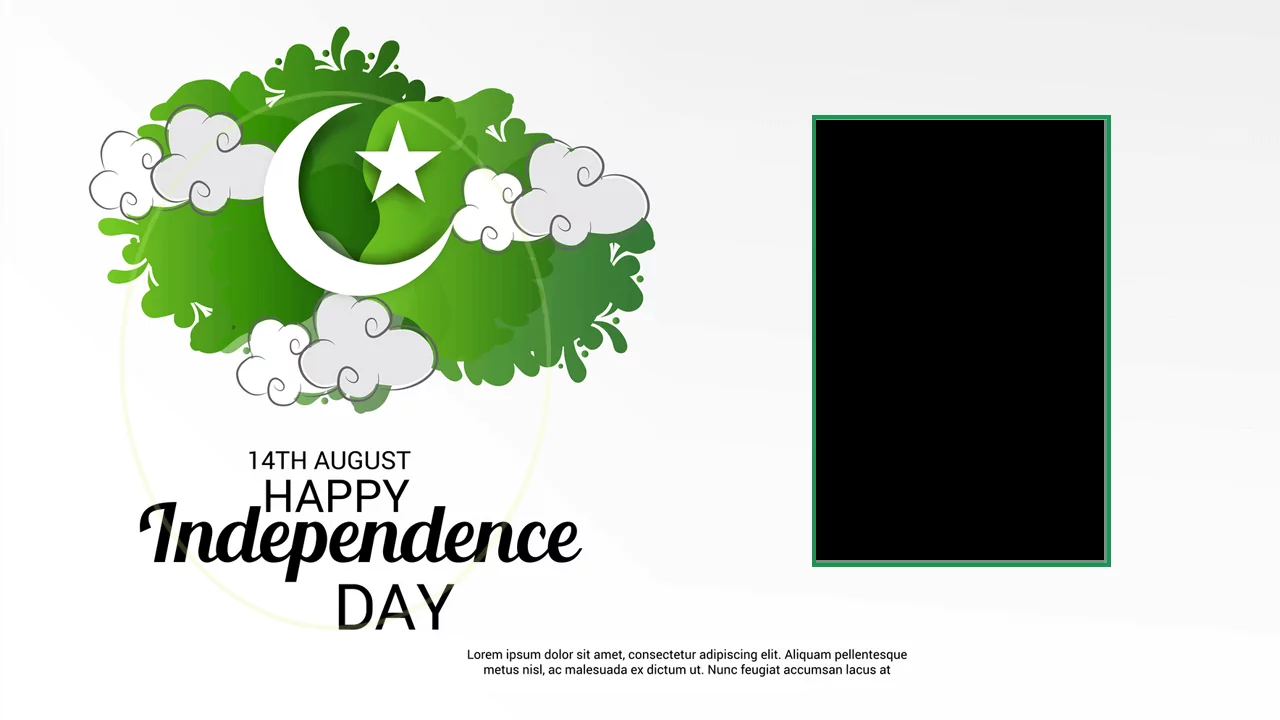 14TH AUGUST
HAPPY
Independence
DAY
Lorem ipsum dolor sit amet, consectetur adipiscing elit. Aliquam pellentesque
metus nisl, ac malesuada ex dictum ut. Nunc feugiat accumsan lacus at